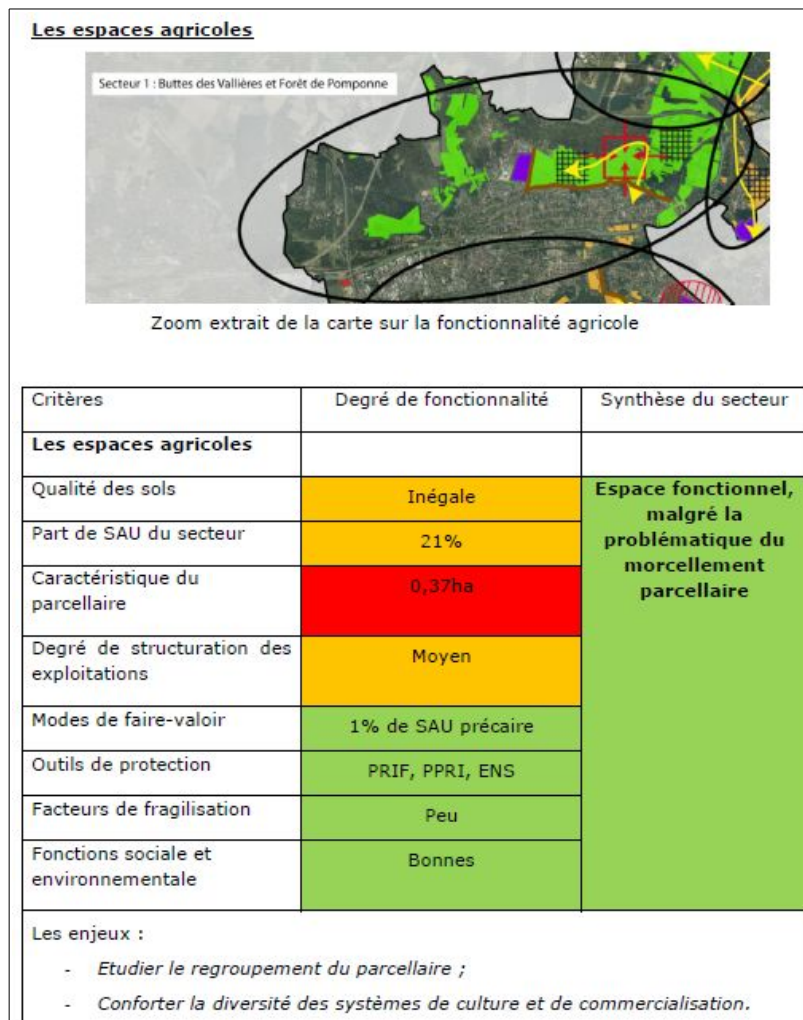 Les espaces agricoles
Secteur 1 : Buttes des Vallières et Forêt de Pomponne
Zoom extrait de la carte sur la fonctionnalité agricole
Critères
Degré de fonctionnalité
Synthèse du secteur
Les espaces agricoles
Qualité des sols
Inégale
Espace fonctionnel,
malgré la
problématique du
morcellement
parcellaire
Part de SAU du secteur
21%
Caractéristique du
parcellaire
0,37ha
Degré de structuration des
exploitations
Moyen
Modes de faire-valoir
1% de SAU précaire
Outils de protection
PRIF, PPRI, ENS
Facteurs de fragilisation
Peu
Fonctions sociale et
environnementale
Bonnes
Les enjeux :
- Etudier le regroupement du parcellaire ;
- Conforter la diversité des systèmes de culture et de commercialisation.